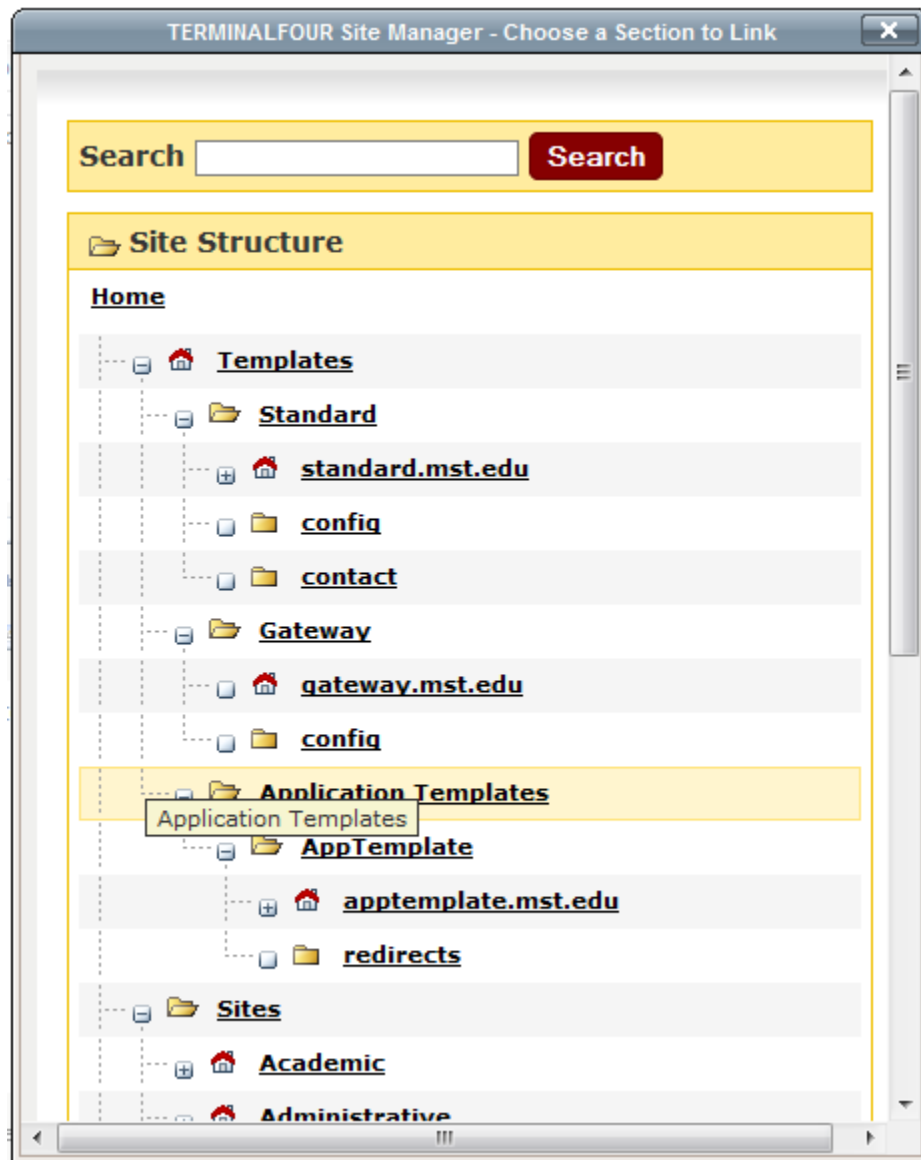 TERMINALFOUR Site Manager - Choose a Section to Link
Search Search
Site Structure
Home
Templates
Standard
standard.mst.edu
config
contact
Gateway
gateway.mst.edu
config
Application Templates
Application Templates
AppTemplate
apptemplate.mst.edu
redirects
Sites
Academic
Administrative